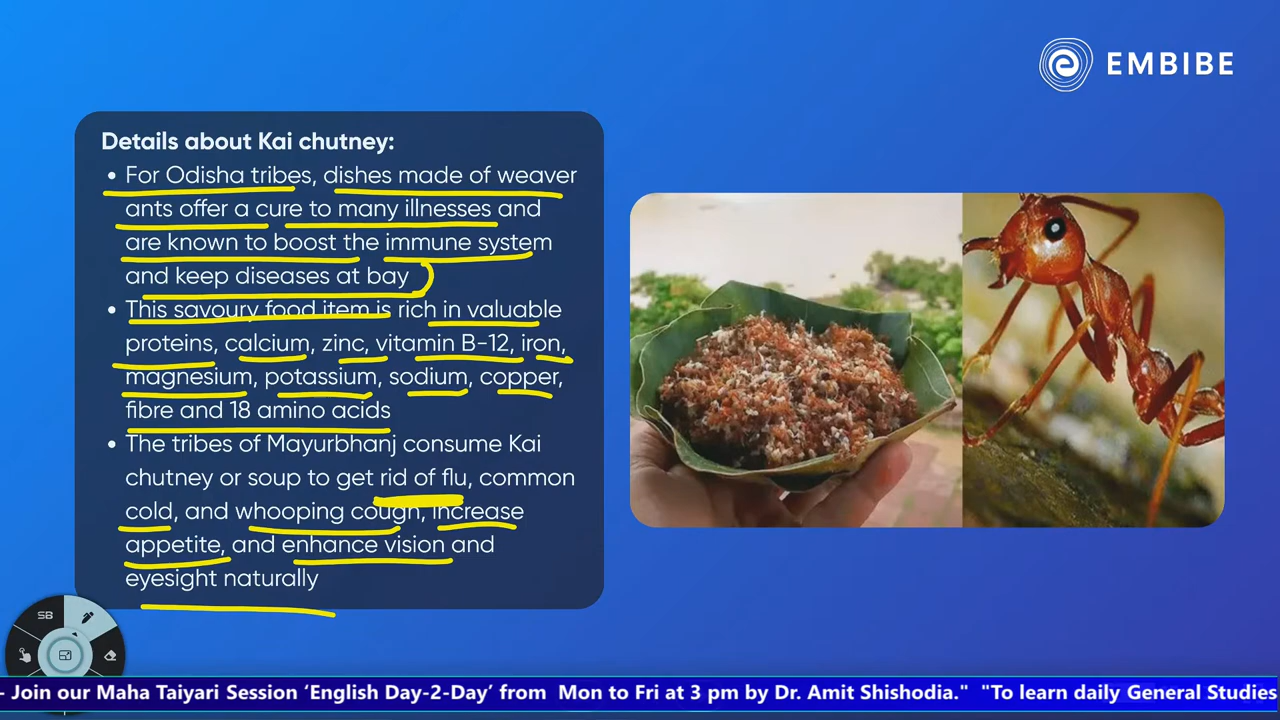 EMBIBE
Details about Kai chutney:
• For Odisha tribes, dishes made of weaver
ants offer a cure to many illnesses and
are known to boost the immune system
and keep diseases at bay
• This savoury food item is rich in valuable
proteins, calcium, zinc, vitamin B-12, iron,
magnesium, potassium, sodium, copper,
fibre and 18 amino acids
• The tribes of Mayurbhanj consume Kai
chutney or soup to get rid of flu, common
cold, and whooping cough, increase
appetite, and enhance vision and
eyesight naturally
SB
- Join our Maha Taiyari Session ‘English Day-2-Day’ from Mon to Fri at 3 pm by Dr. Amit Shishodia." "To learn daily General Studies